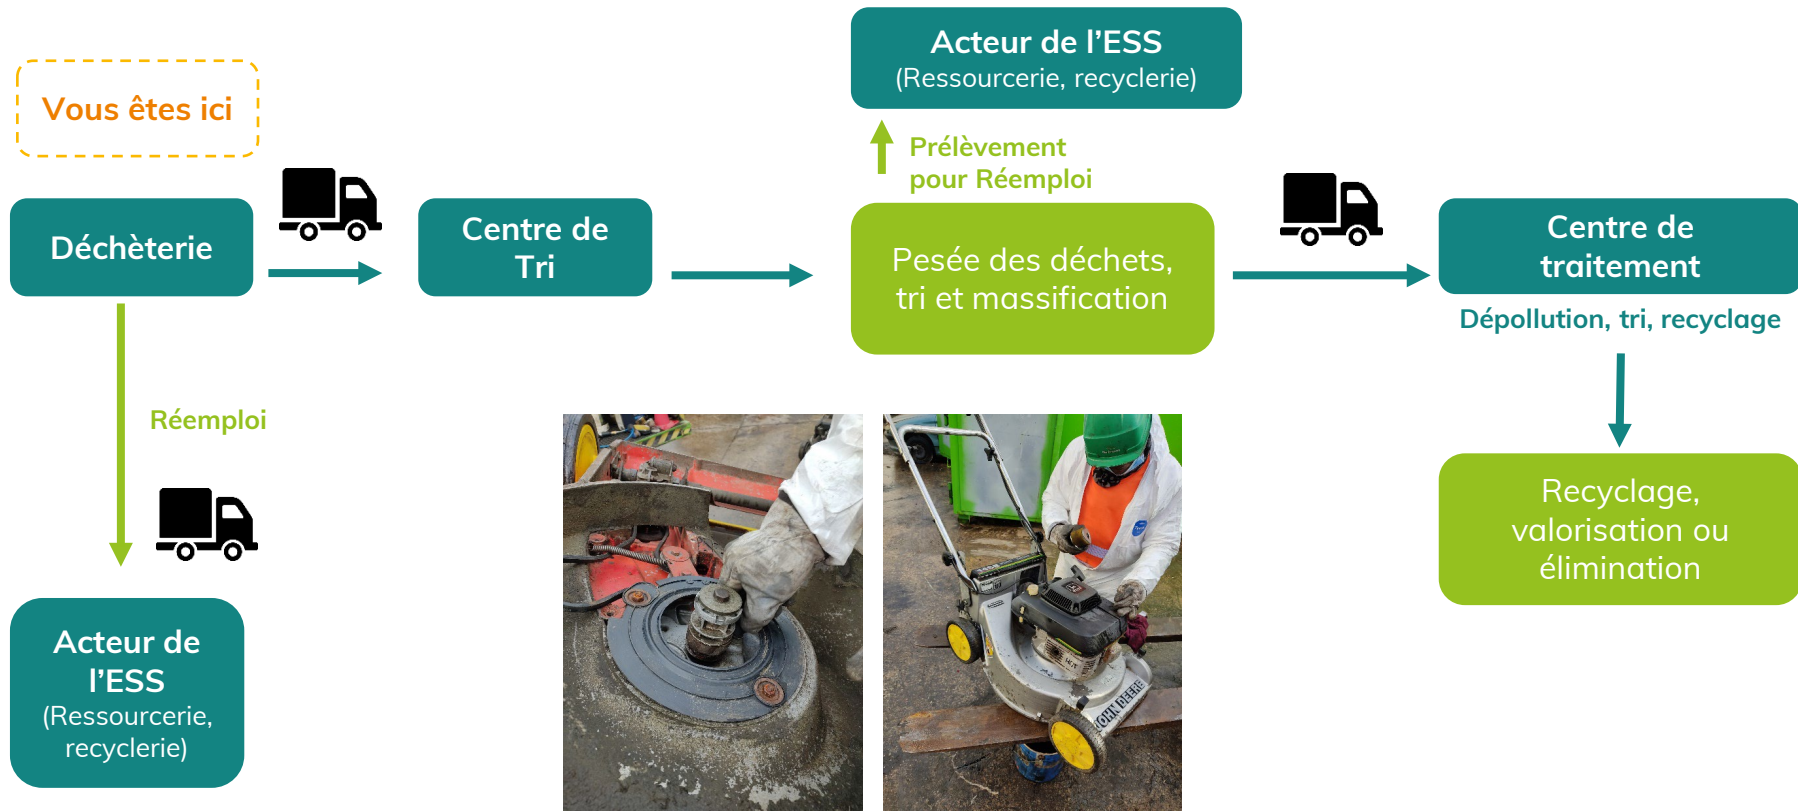 Vous êtes ici
Déchèterie
Réemploi
Acteur de
l’ESS
(Ressourcerie,
recyclerie)
Centre de
Tri
Acteur de l’ESS
(Ressourcerie, recyclerie)
Prélèvement
pour Réemploi
Pesée des déchets,
tri et massification
Centre de
traitement
Dépollution, tri, recyclage
Recyclage,
valorisation ou
élimination
JOHN DEERE